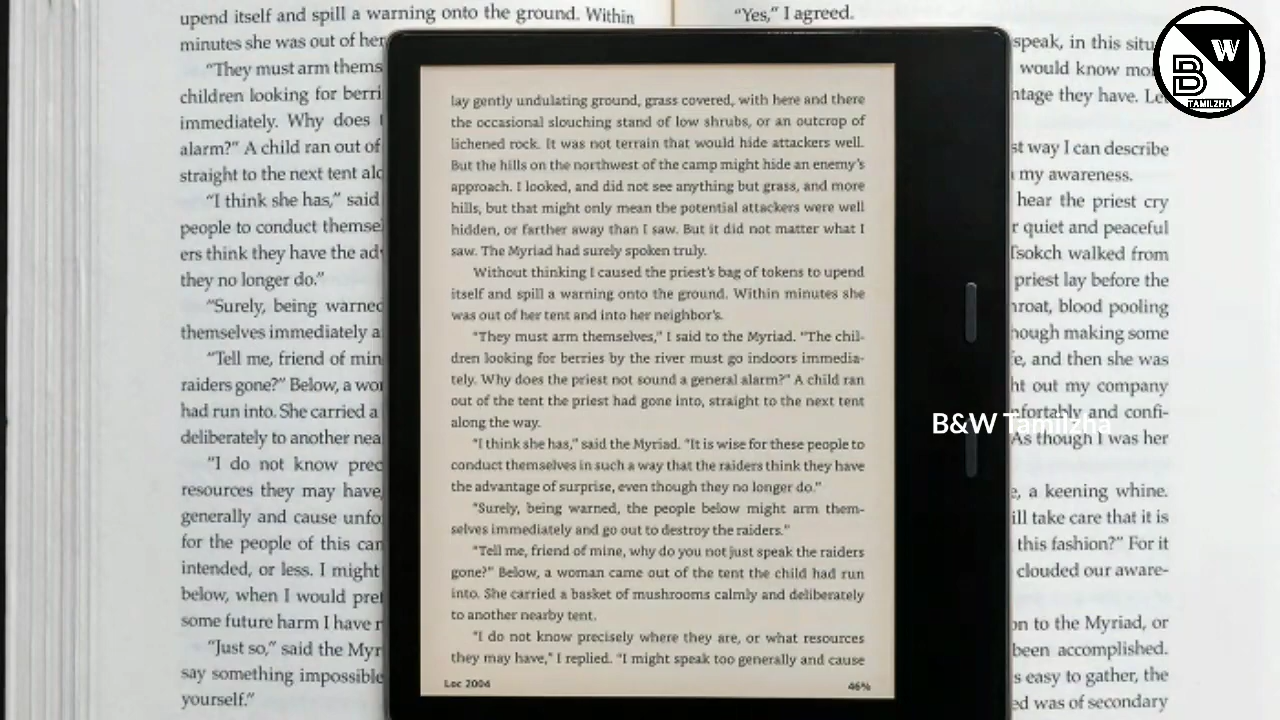 upend itself and spill a warning onto the ground. Within
minutes she was out of her
“They must arm thems
children looking for berri
immediately. Why does
alarm?” A child ran out of
straight to the next tent alo
“I think she has,” said
people to conduct themse
ers think they have the ad
they no longer do.”
“Surely, being warned
themselves immediately a
“Tell me, friend of min
raiders gone?” Below, a wo
had run into. She carried a
deliberately to another nea
“I do not know prec
resources they may have,
generally and cause unfo
for the people of this cam
intended, or less. I might
below, when I would pref
some future harm I have
“Just so,” said the Myr
say something impossible
yourself.”
lay gently undulating ground, grass covered, with here and there
the occasional slouching stand of low shrubs, or an outcrop of
lichened rock. It was not terrain that would hide attackers well.
But the hills on the northwest of the camp might hide an enemy’s
approach. I looked, and did not see anything but grass, and more
hills, but that might only mean the potential attackers were well
hidden, or farther away than I saw. But it did not matter what I
saw. The Myriad had surely spoken truly.
Without thinking I caused the priest’s bag of tokens to upend
itself and spill a warning onto the ground. Within minutes she
was out of her tent and into her neighbor’s.
“They must arm themselves,” I said to the Myriad. “The chil-
dren looking for berries by the river must go indoors immedia-
tely. Why does the priest not sound a general alarm?” A child ran
out of the tent the priest had gone into, straight to the next tent
along the way.
“I think she has,” said the Myriad. “It is wise for these people to
conduct themselves in such a way that the raiders think they have
the advantage of surprise, even though they no longer do.”
“Surely, being warned, the people below might arm them-
selves immediately and go out to destroy the raiders.”
“Tell me, friend of mine, why do you not just speak the raiders
gone?” Below, a woman came out of the tent the child had run
into. She carried a basket of mushrooms calmly and deliberately
to another nearby tent.
“I do not know precisely where they are, or what resources
they may have,” I replied. “I might speak too generally and cause
Loc 2004
46%
“Yes,” I agreed.
speak, in this situ
would know mo
ntage they have. Le
st way I can describe
my awareness.
hear the priest cry
r quiet and peaceful
Tsokch walked from
priest lay before the
hroat, blood pooling
hough making some
fe, and then she was
ht out my company
fortably and confi-
As though I was her
e, a keening whine.
ill take care that it is
this fashion?” For it
clouded our aware-
on to the Myriad, or
been accomplished.
s easy to gather, the
ed was of secondary
B W
TAMILZHA
B&W Tamilzha